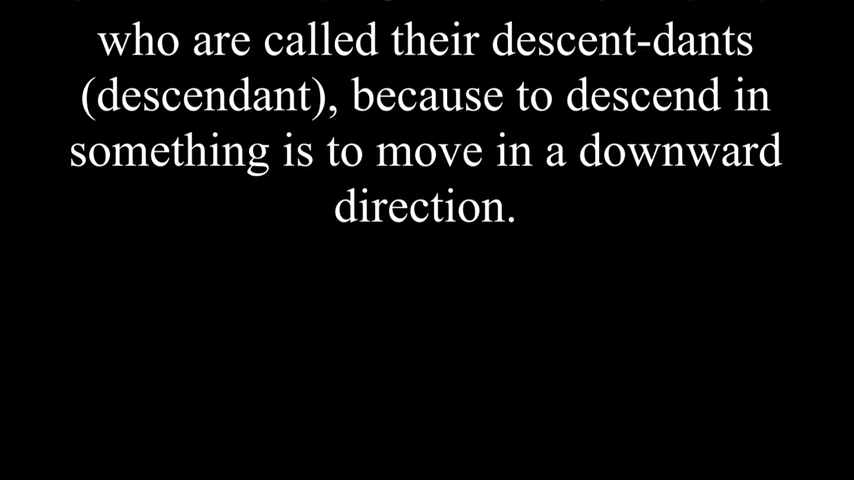 who are called their descent-dants
(descendant), because to descend in
something is to move in a downward
direction.